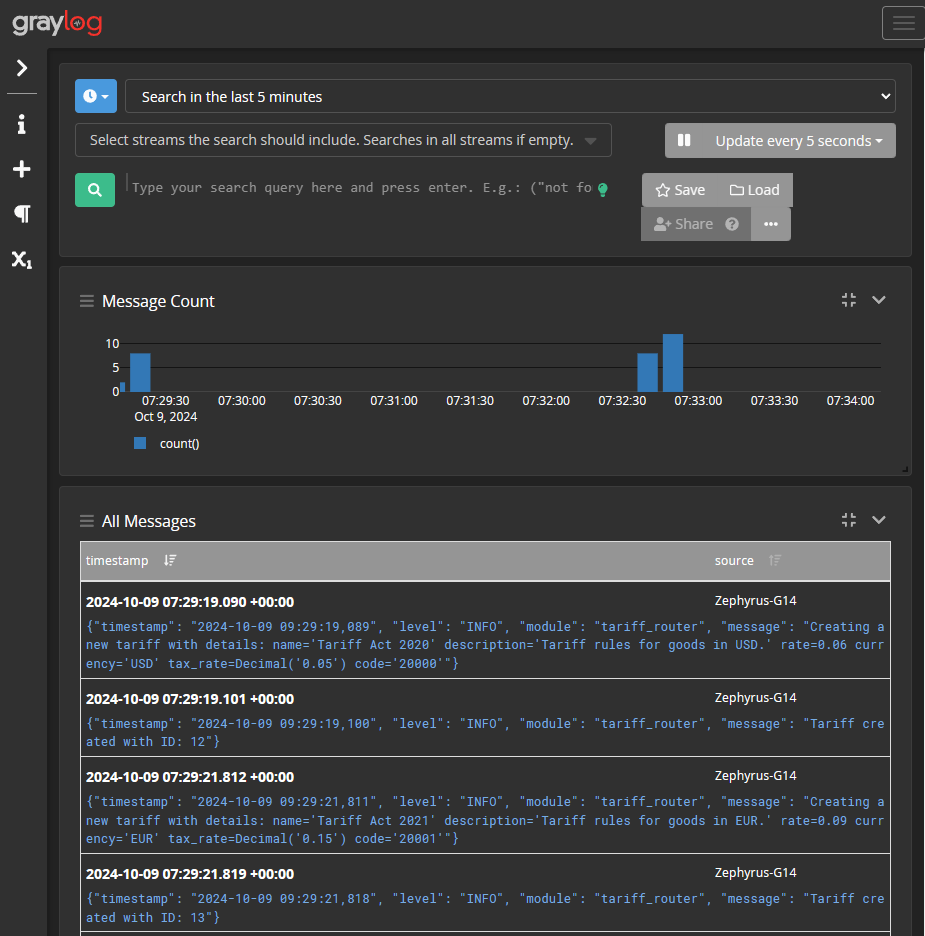 graylog
Search in the last 5 minutes
Select streams the search should include. Searches in all streams if empty.
Update every 5 seconds
Type your search query here and press enter. E.g.: ("not fo
Save
Load
Share
Message Count
10
5
0
07:29:30 07:30:00 07:30:30 07:31:00 07:31:30 07:32:00 07:32:30 07:33:00 07:33:30 07:34:00
Oct 9, 2024
count()
All Messages
timestamp source
2024-10-09 07:29:19.090 +00:00 Zephyrus-G14
{"timestamp": "2024-10-09 09:29:19,089", "level": "INFO", "module": "tariff_router", "message": "Creating a
new tariff with details: name='Tariff Act 2020' description='Tariff rules for goods in USD.' rate=0.06 curr
ency='USD' tax_rate=Decimal('0.05') code='20000'"}
2024-10-09 07:29:19.101 +00:00 Zephyrus-G14
{"timestamp": "2024-10-09 09:29:19,100", "level": "INFO", "module": "tariff_router", "message": "Tariff cre
ated with ID: 12"}
2024-10-09 07:29:21.812 +00:00 Zephyrus-G14
{"timestamp": "2024-10-09 09:29:21,811", "level": "INFO", "module": "tariff_router", "message": "Creating a
new tariff with details: name='Tariff Act 2021' description='Tariff rules for goods in EUR.' rate=0.09 curr
ency='EUR' tax_rate=Decimal('0.15') code='20001'"}
2024-10-09 07:29:21.819 +00:00 Zephyrus-G14
{"timestamp": "2024-10-09 09:29:21,818", "level": "INFO", "module": "tariff_router", "message": "Tariff cre
ated with ID: 13"}